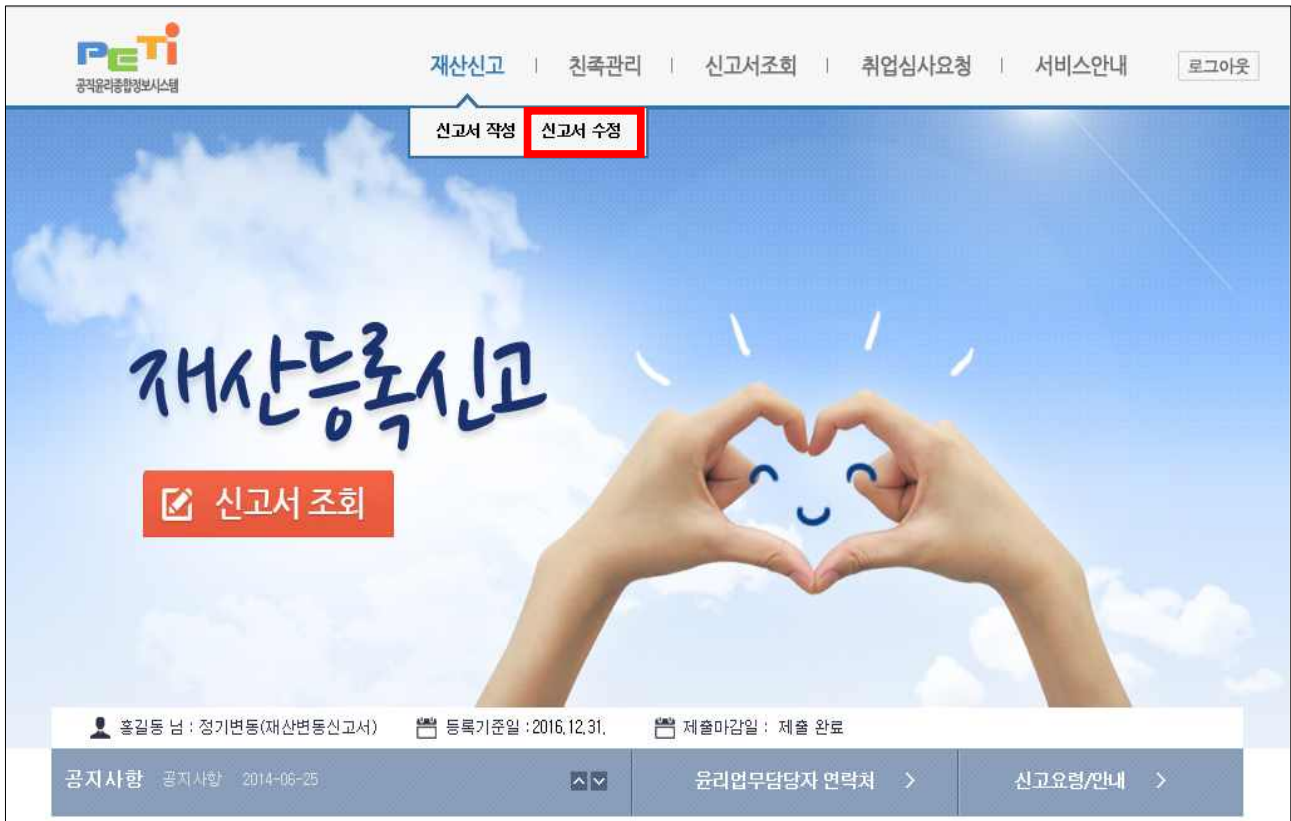 PETi
공직윤리종합정보시스템
재산신고 | 친족관리 | 신고서조회 | 취업심사요청 | 서비스안내 로그아웃
신고서 작성 신고서 수정
재산등록신고
신고서 조회
홍길동 님 : 정기변동(재산변동신고서) 등록기준일 : 2016.12.31. 제출마감일 : 제출 완료
공지사항 공지사항 2014-06-25 윤리업무담당자 연락처 > 신고요령/안내 >